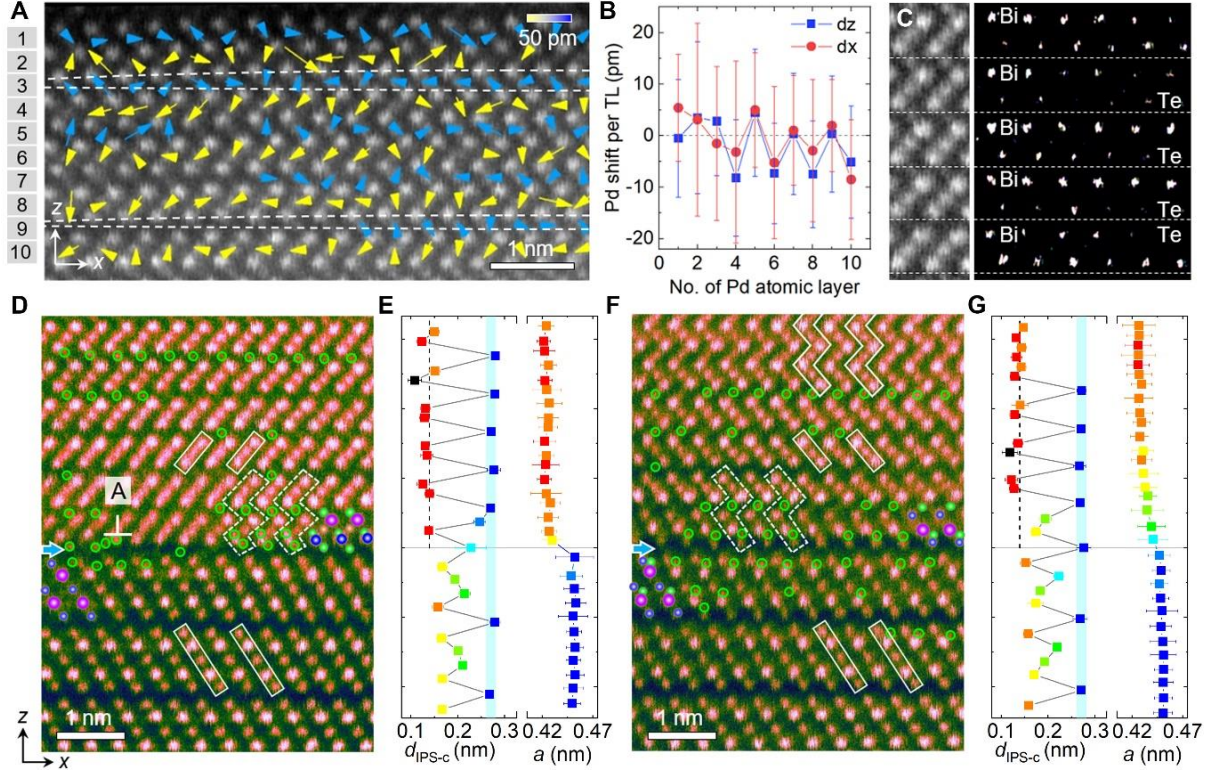 A
50 pm
1
2
3
4
5
6
7
8
9
10
z
x
1 nm
B
dz
dx
Pd shift per TL (pm)
20
10
0
-10
-20
0 2 4 6 8 10
No. of Pd atomic layer
C
Bi
Bi
Te
Bi
Te
Bi
Te
Bi Te
D
A
1 nm
z
x
E
0.1 0.2 0.3 0.42 0.47
dIPS-c (nm) a (nm)
F
1 nm
G
0.1 0.2 0.3 0.42 0.47
dIPS-c (nm) a (nm)